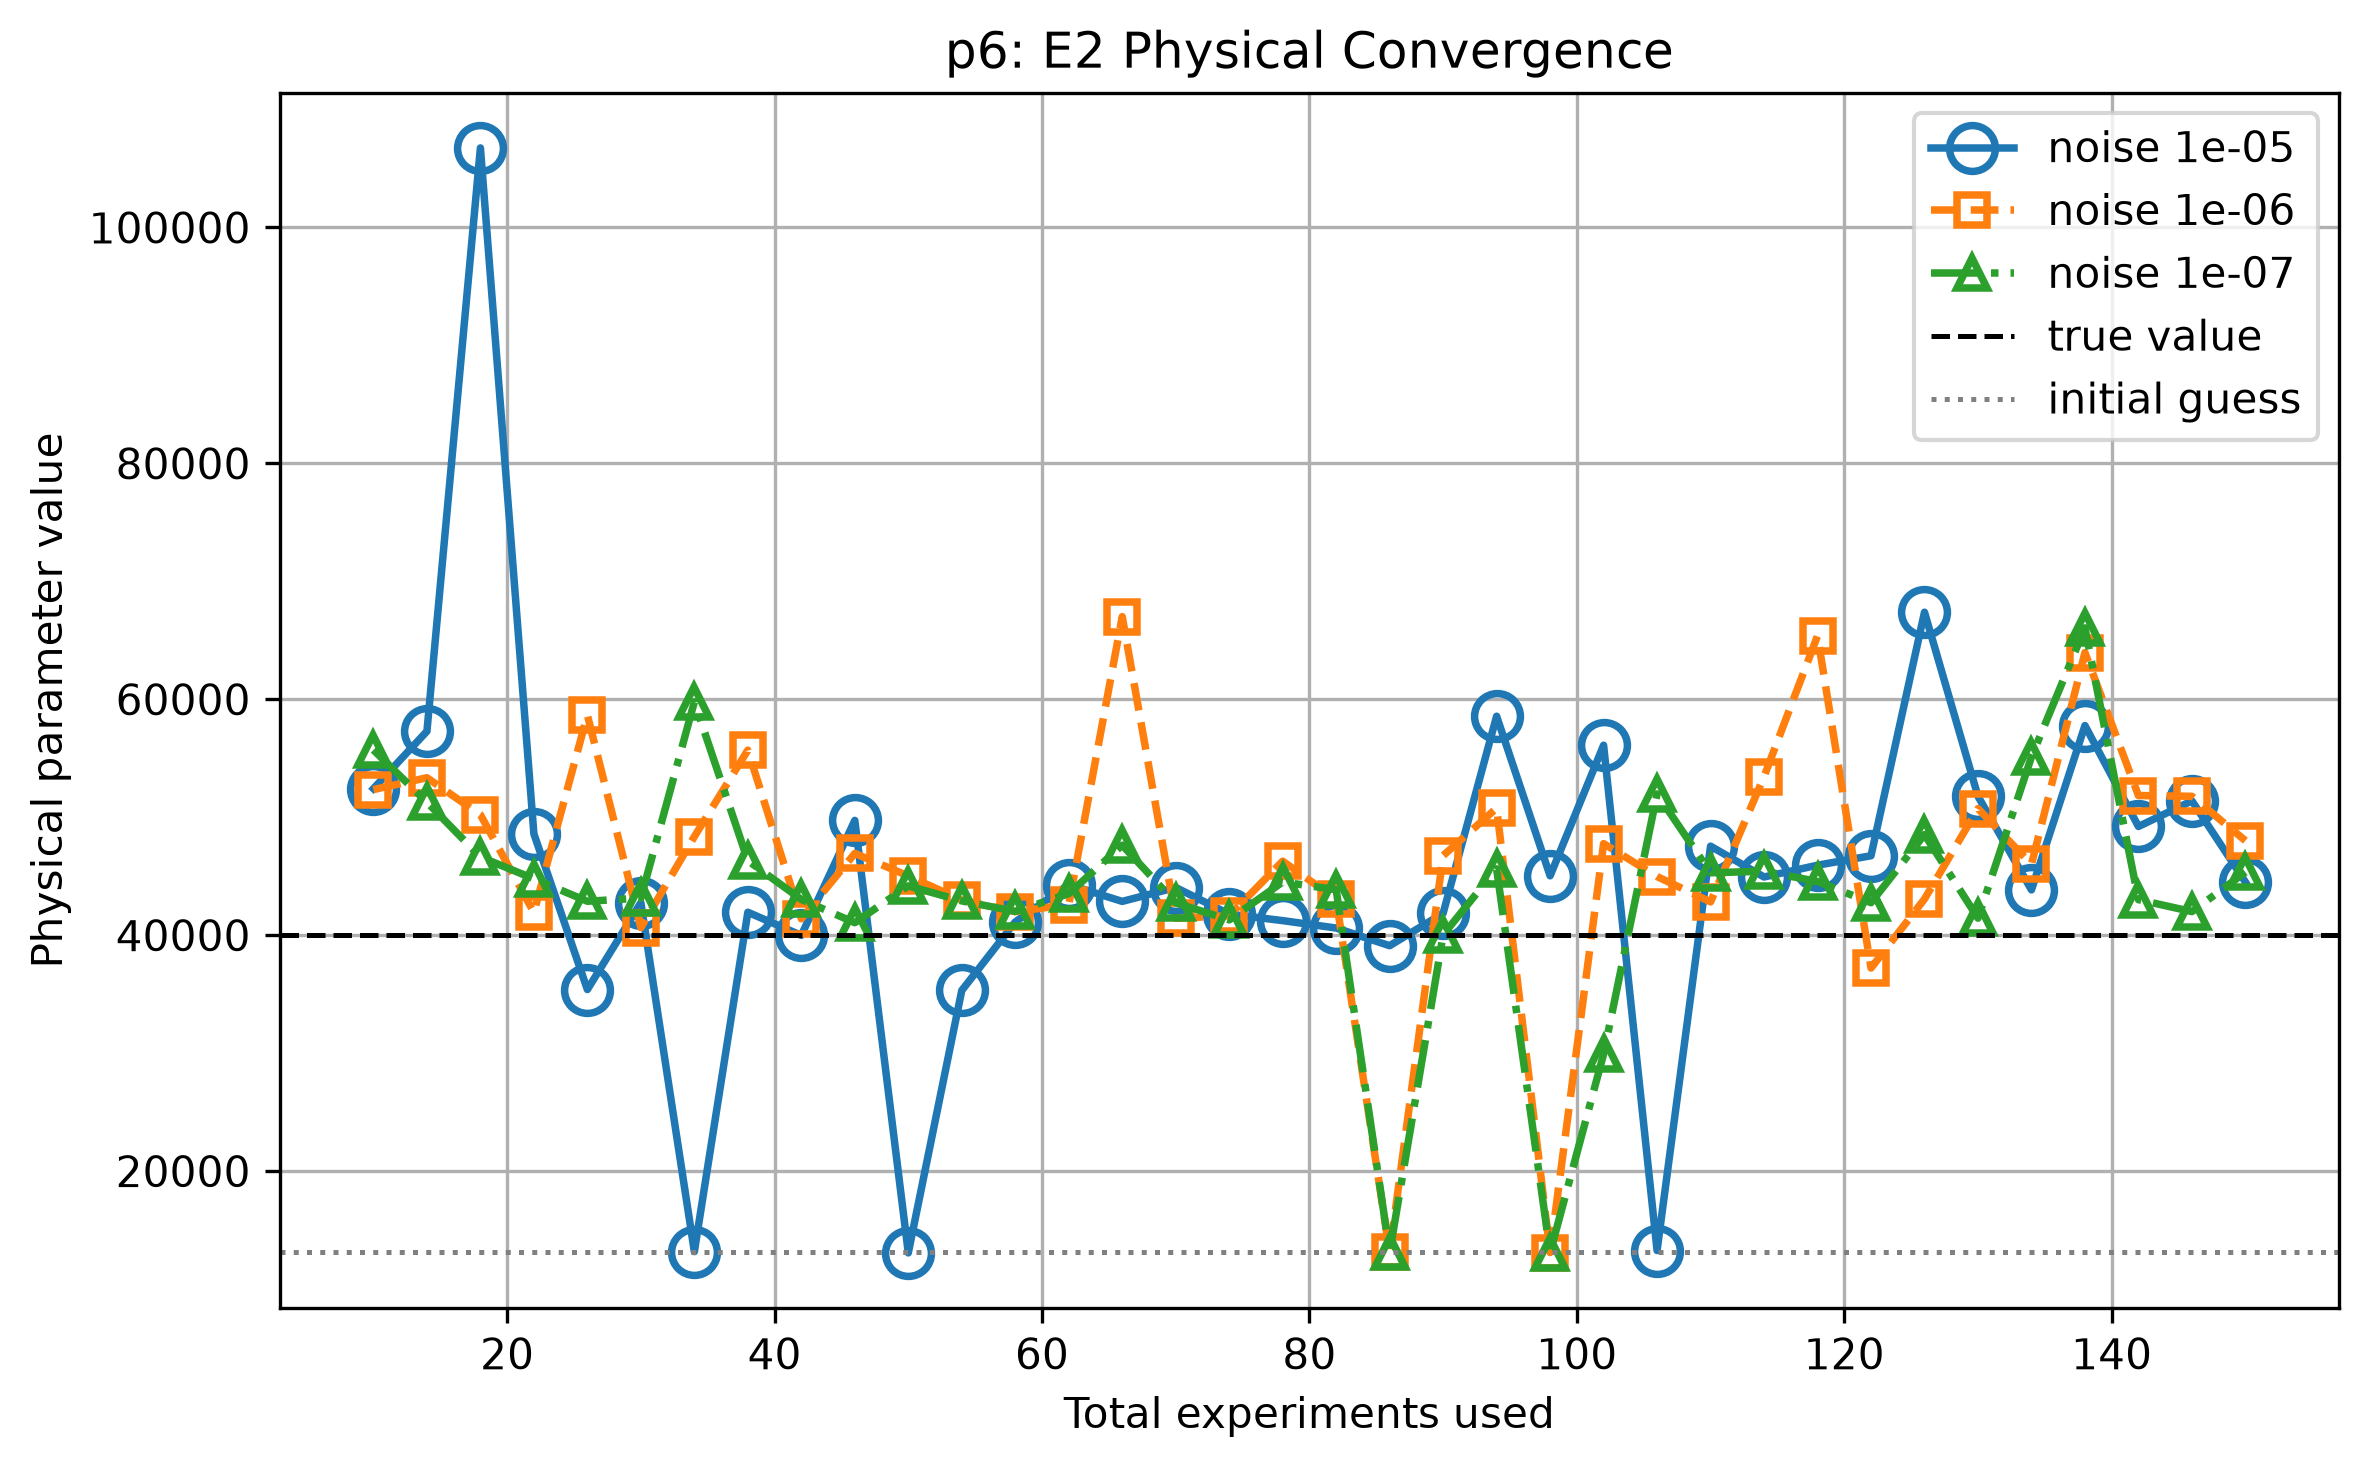 p6: E2 Physical Convergence
noise 1e-05
noise 1e-06
noise 1e-07
true value
initial guess
Physical parameter value
100000
80000
60000
40000
20000
20
40
60
80
100
120
140
Total experiments used